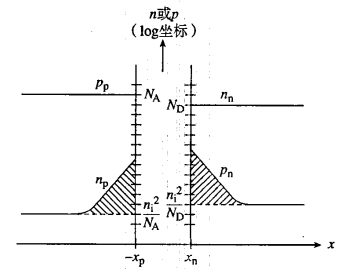 n或p
（log坐标）
p_p
N_A
N_D
n_n
n_p
p_n
n_i^2/N_A
n_i^2/N_D
x
-x_p
x_n